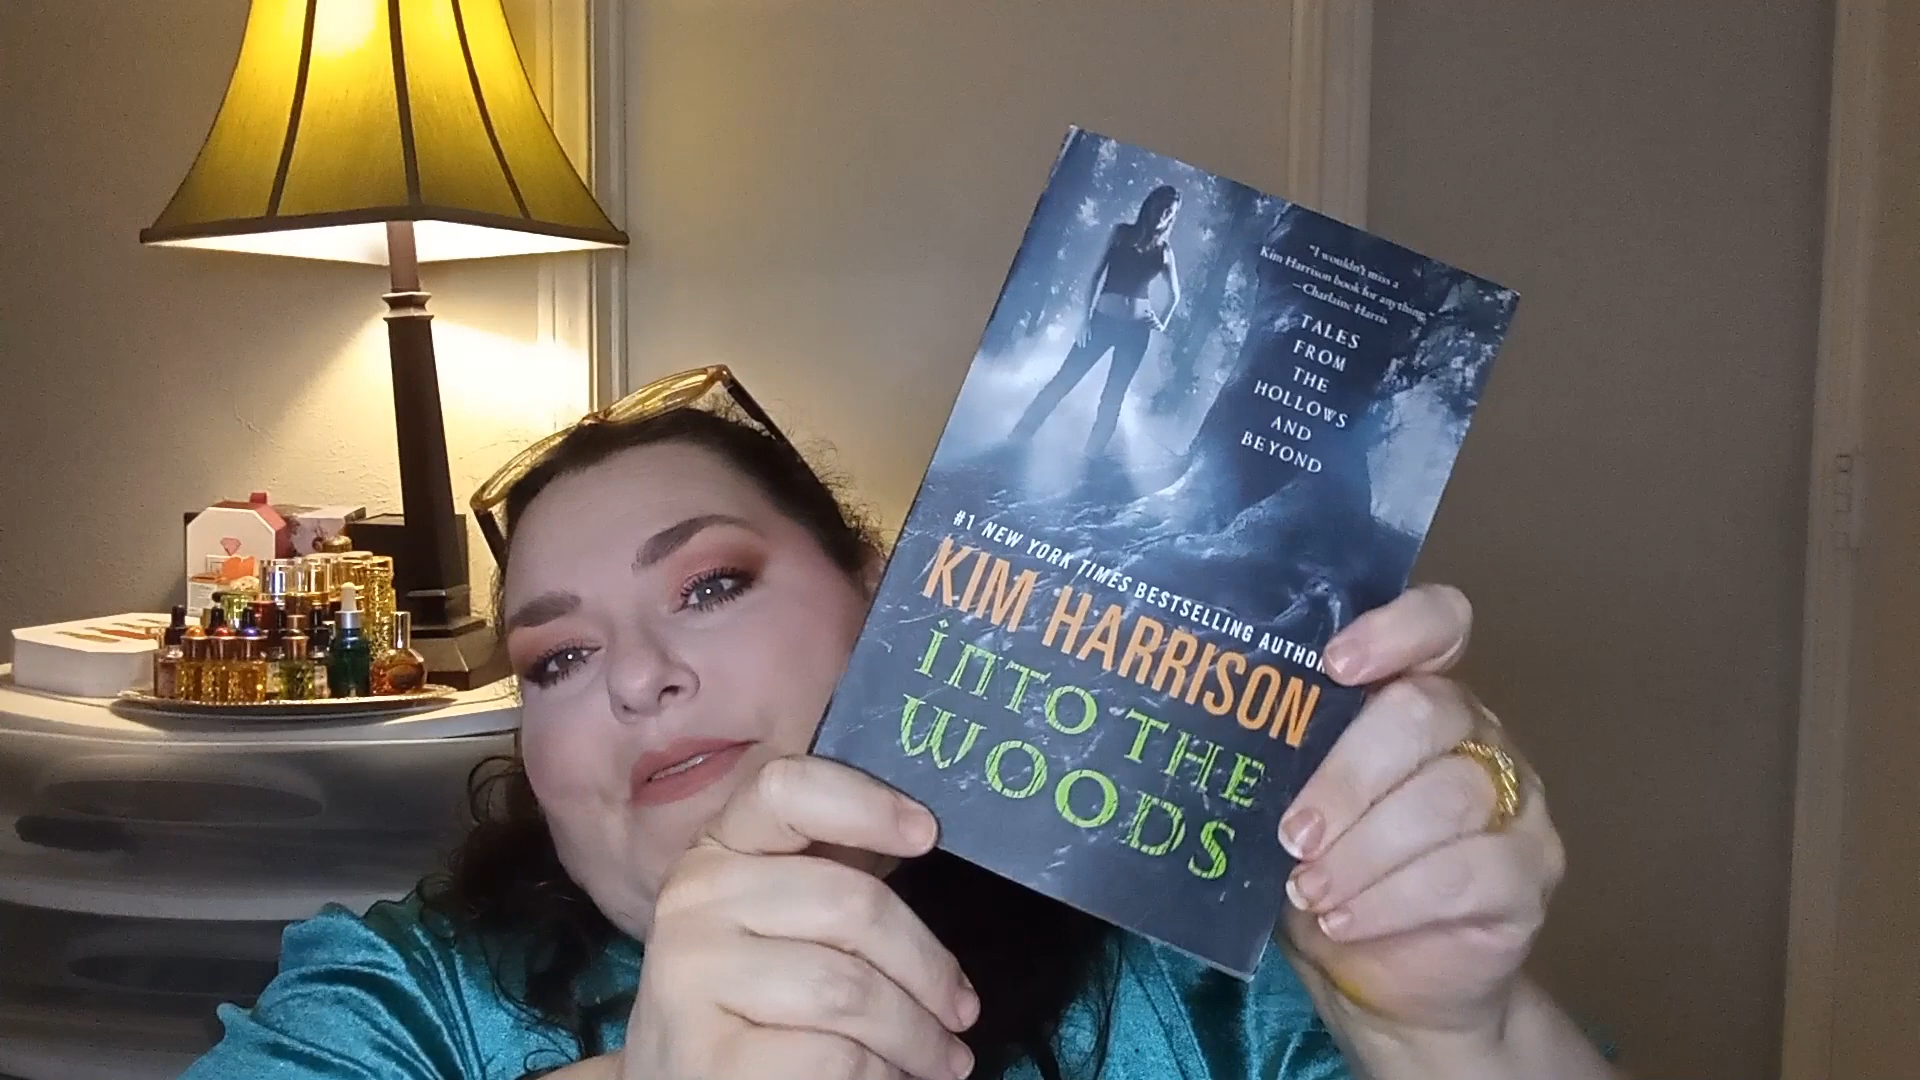 "I wouldn't miss a
Kim Harrison book for anything."
—Charlaine Harris
TALES
FROM
THE
HOLLOWS
AND
BEYOND
#1 NEW YORK TIMES BESTSELLING AUTHOR
KIM HARRISON
INTO THE
WOODS